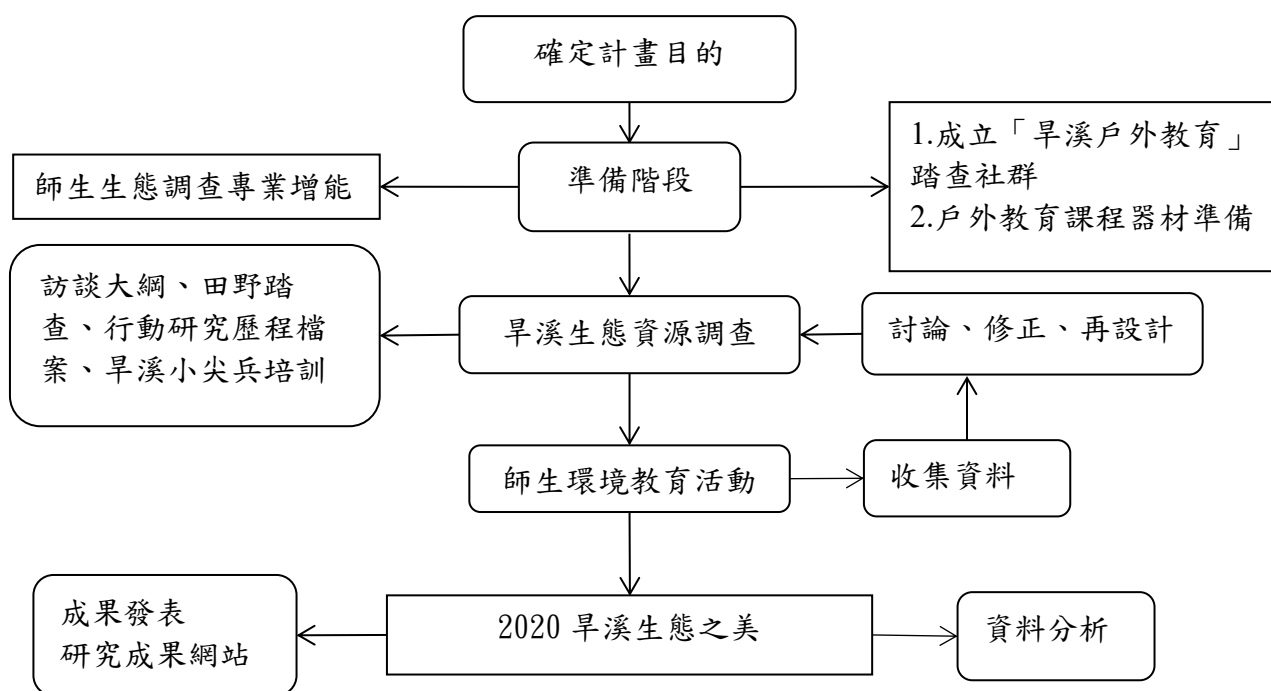 確定計畫目的
師生生態調查專業增能
準備階段
1.成立「旱溪戶外教育」
踏查社群
2.戶外教育課程器材準備
訪談大綱、田野踏
查、行動研究歷程檔
案、旱溪小尖兵培訓
旱溪生態資源調查
討論、修正、再設計
師生環境教育活動
收集資料
成果發表
研究成果網站
2020 旱溪生態之美
資料分析